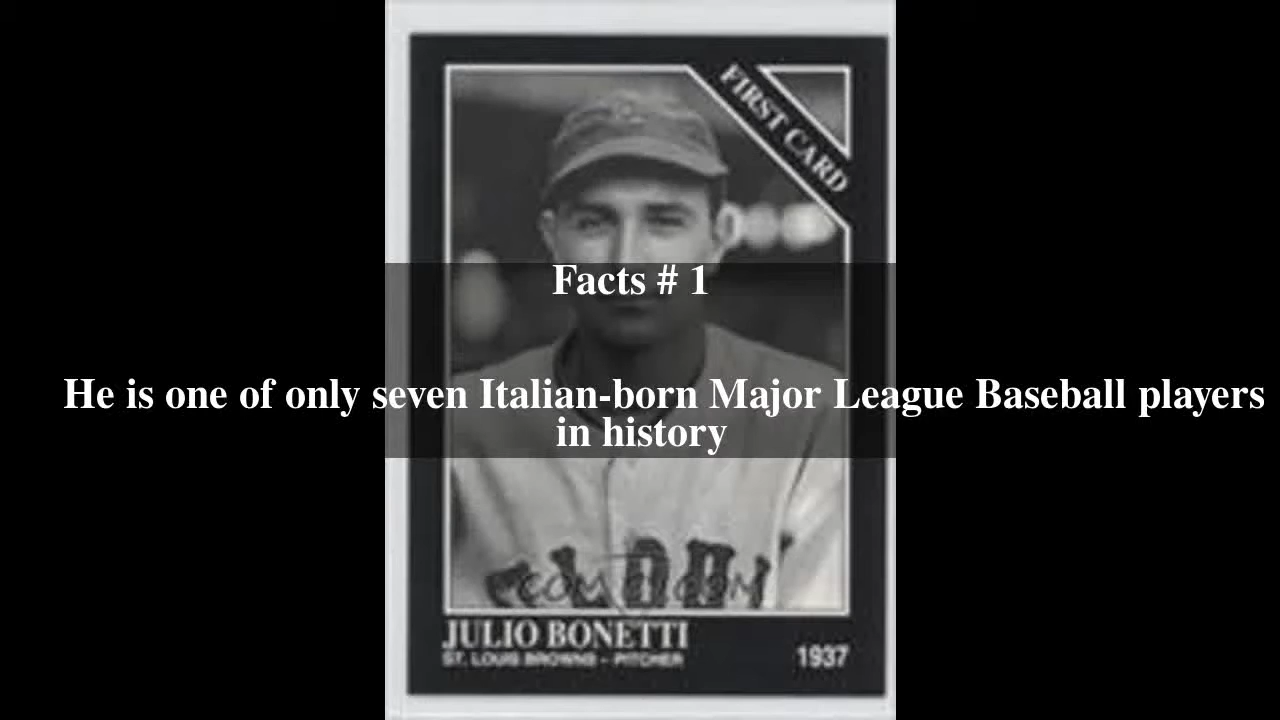 FIRST CARD
Facts # 1
He is one of only seven Italian-born Major League Baseball players
in history
JULIO BONETTI
ST. LOUIS BROWNS - PITCHER
1937